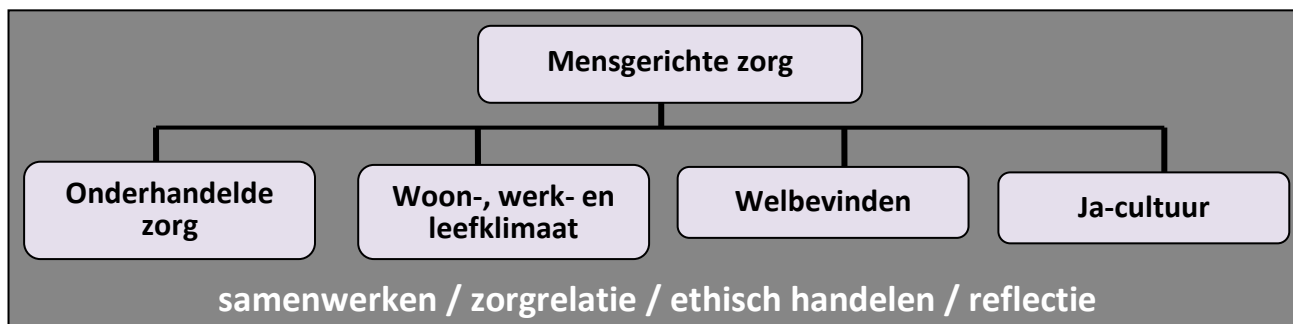 Mensgerichte zorg
Onderhandelde
zorg
Woon-, werk- en
leefklimaat
Welbevinden
Ja-cultuur
samenwerken / zorgrelatie / ethisch handelen / reflectie